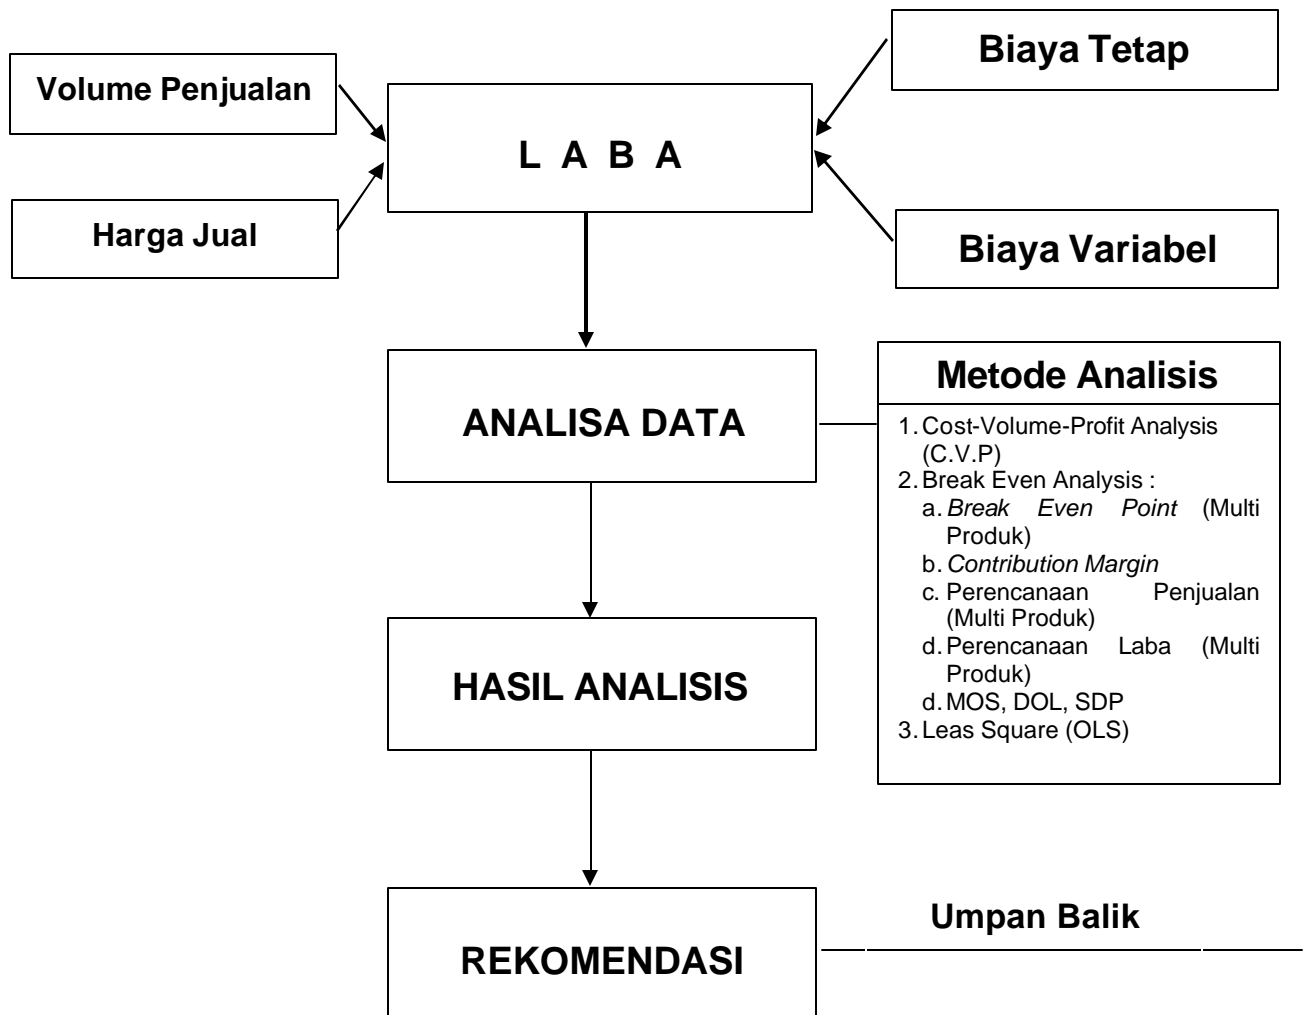 Biaya Tetap
Volume Penjualan
L A B A
Harga Jual
Biaya Variabel
Metode Analisis
ANALISA DATA
1. Cost-Volume-Profit Analysis
(C.V.P)
2. Break Even Analysis :
a. Break Even Point (Multi
Produk)
b. Contribution Margin
c. Perencanaan Penjualan
(Multi Produk)
d. Perencanaan Laba (Multi
Produk)
d. MOS, DOL, SDP
3. Leas Square (OLS)
HASIL ANALISIS
Umpan Balik
REKOMENDASI